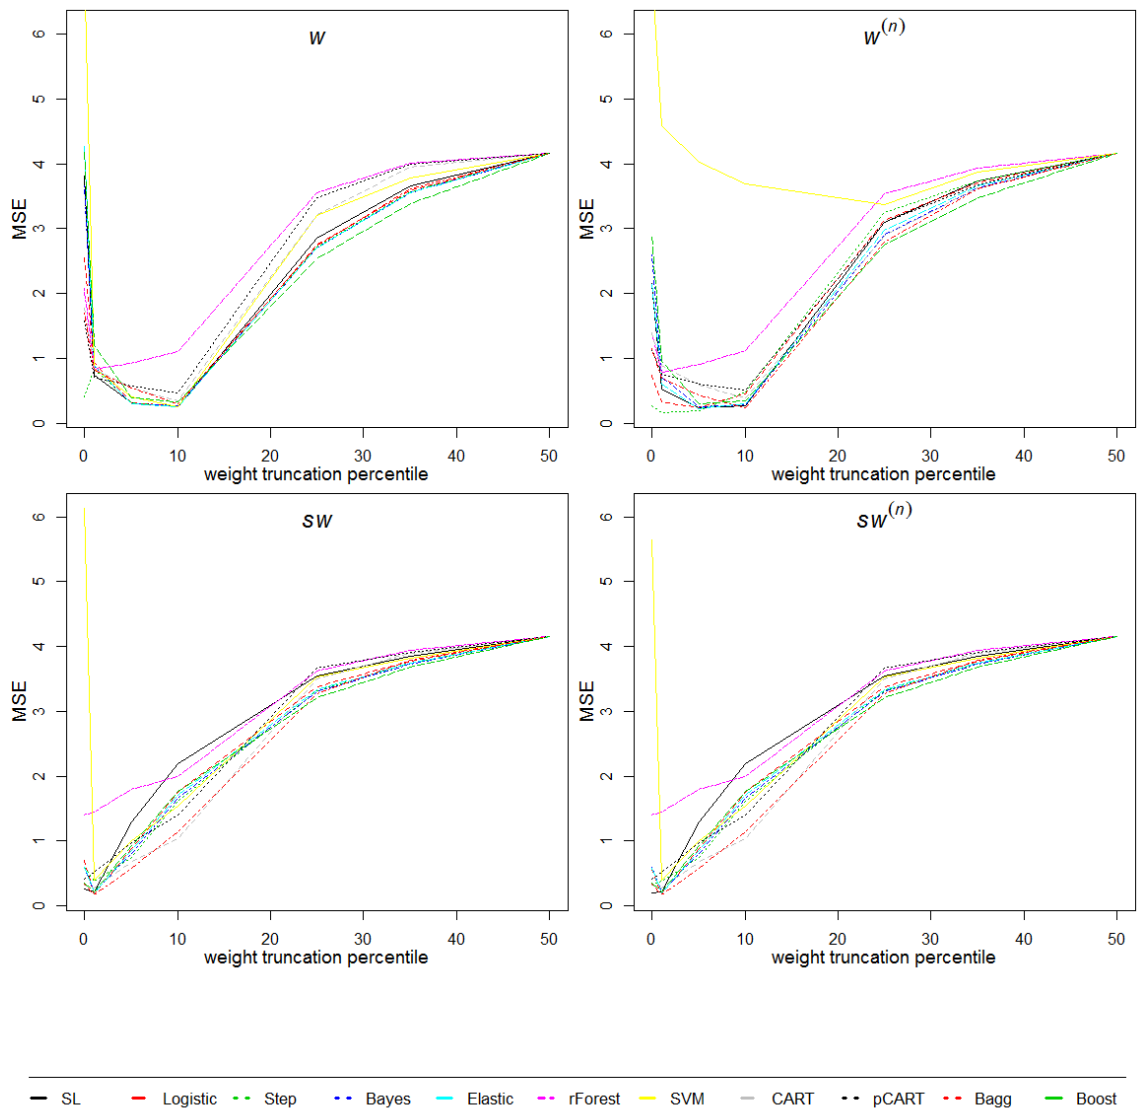 w
MSE
0 1 2 3 4 5 6
0 10 20 30 40 50
weight truncation percentile
w(n)
MSE
0 1 2 3 4 5 6
0 10 20 30 40 50
weight truncation percentile
sw
MSE
0 1 2 3 4 5 6
0 10 20 30 40 50
weight truncation percentile
sw(n)
MSE
0 1 2 3 4 5 6
0 10 20 30 40 50
weight truncation percentile
SL Logistic Step Bayes Elastic rForest SVM CART pCART Bagg Boost